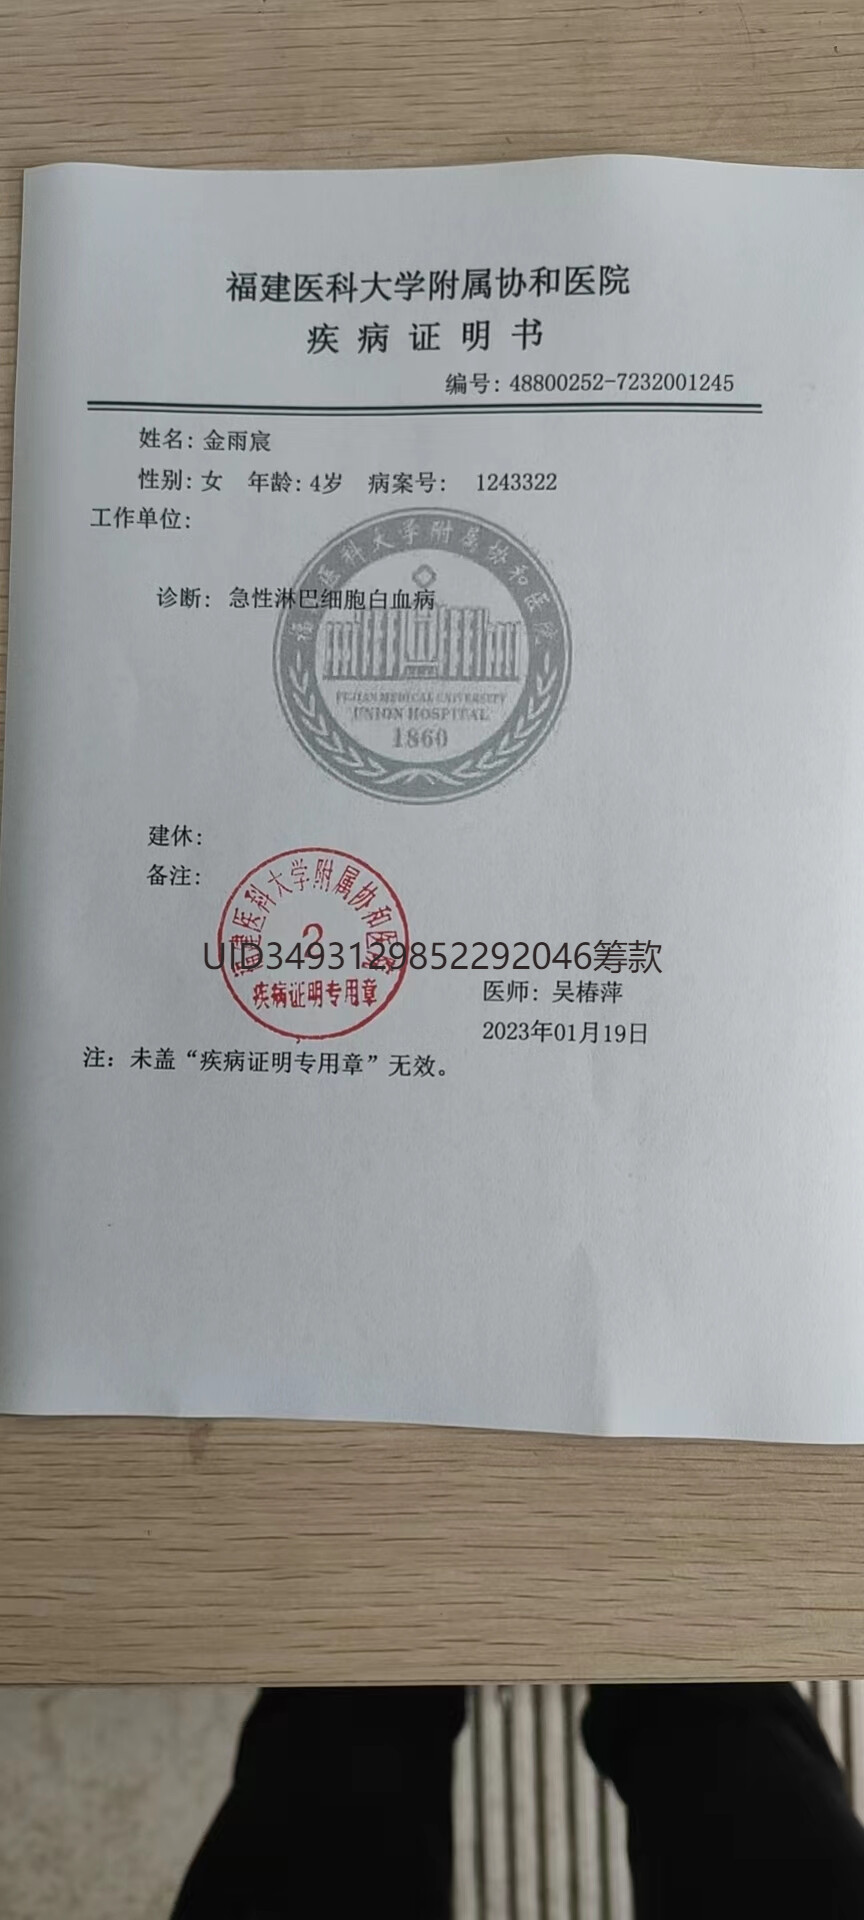 福建医科大学附属协和医院
疾病证明书
编号: 48800252-7232001245
姓名: 金雨宸
性别: 女 年龄: 4岁 病案号: 1243322
工作单位:
福建医科大学附属协和医院
诊断: 急性淋巴细胞白血病
FUJIAN MEDICAL UNIVERSITY
UNION HOSPITAL
1860
建休:
备注:
福建医科大学附属协和医院
2
UID3493129852292046筹款
疾病证明专用章
医师: 吴椿萍
2023年01月19日
注: 未盖“疾病证明专用章”无效。